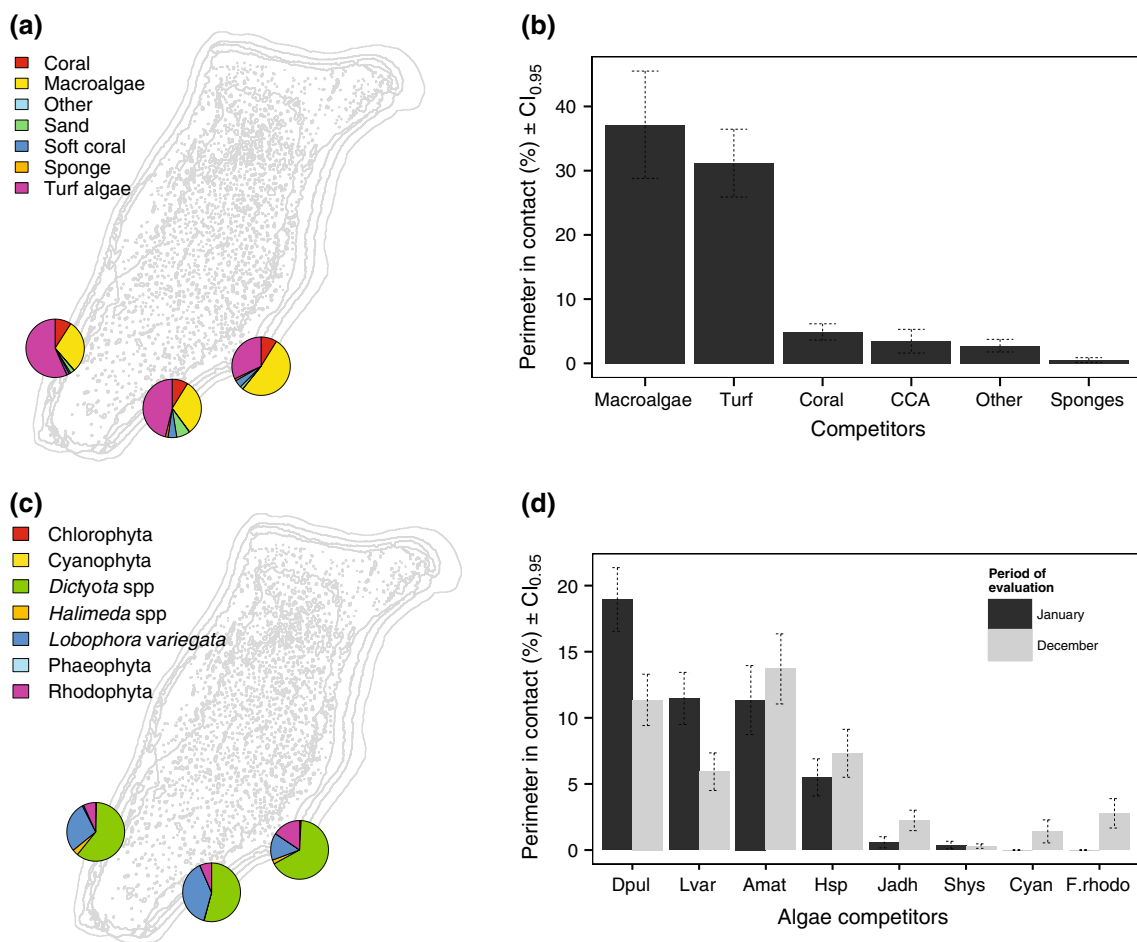 (a)
Coral
Macroalgae
Other
Sand
Soft coral
Sponge
Turf algae
(b)
Perimeter in contact (%) ± CI0.95
40
30
20
10
0
Macroalgae Turf Coral CCA Other Sponges
Competitors
(c)
Chlorophyta
Cyanophyta
Dictyota spp
Halimeda spp
Lobophora variegata
Phaeophyta
Rhodophyta
(d)
Perimeter in contact (%) ± CI0.95
20
15
10
5
0
Period of
evaluation
January
December
Dpul Lvar Amat Hsp Jadh Shys Cyan F.rhodo
Algae competitors